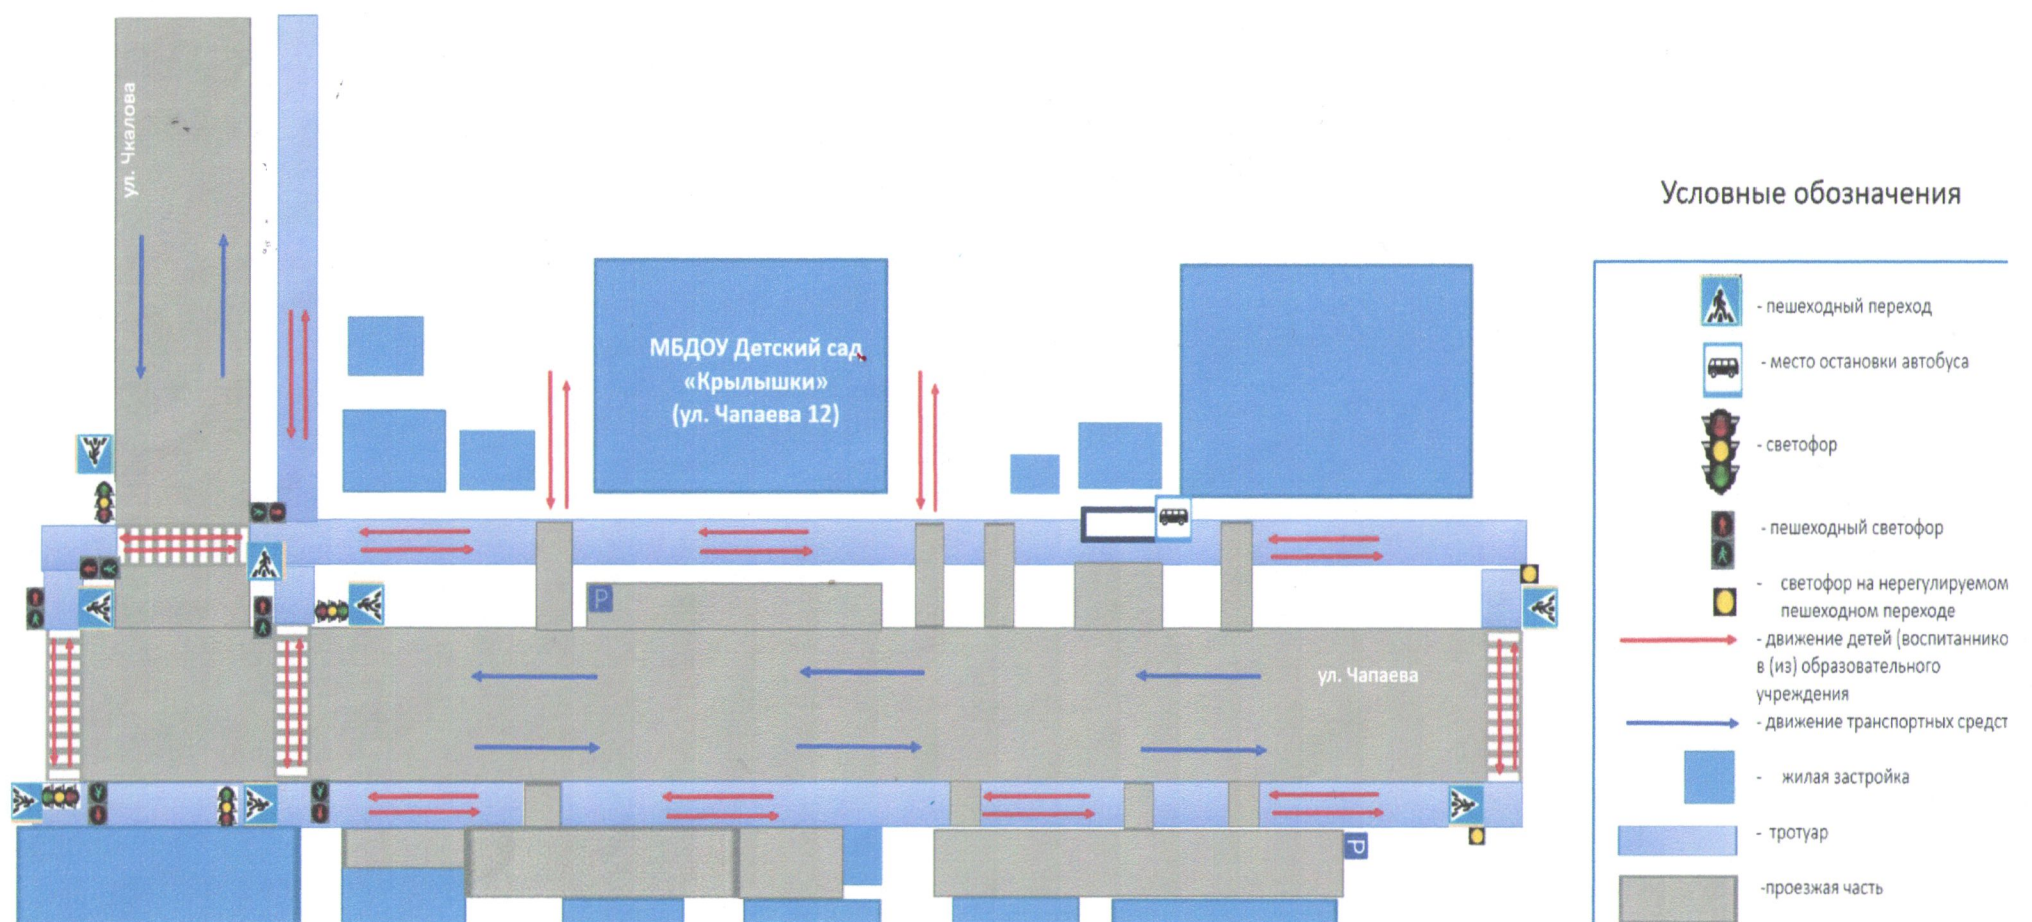 ул. Чкалова
МБДОУ Детский сад
«Крылышки»
(ул. Чапаева 12)
P
ул. Чапаева
P
Условные обозначения
- пешеходный переход
- место остановки автобуса
- светофор
- пешеходный светофор
- светофор на нерегулируемом
пешеходном переходе
- движение детей (воспитаннико
в (из) образовательного
учреждения
- движение транспортных средст
- жилая застройка
- тротуар
-проезжая часть